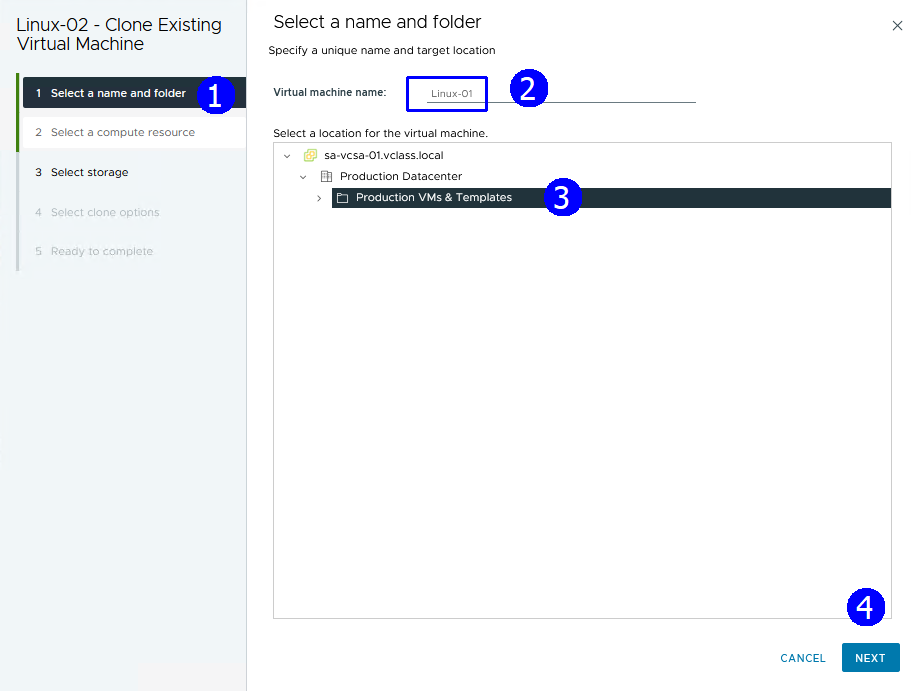 Linux-02 - Clone Existing
Virtual Machine
1 Select a name and folder
1
2 Select a compute resource
3 Select storage
4 Select clone options
5 Ready to complete
Select a name and folder
Specify a unique name and target location
Virtual machine name:
Linux-01
2
Select a location for the virtual machine.
sa-vcsa-01.vclass.local
Production Datacenter
Production VMs & Templates
3
4
CANCEL
NEXT